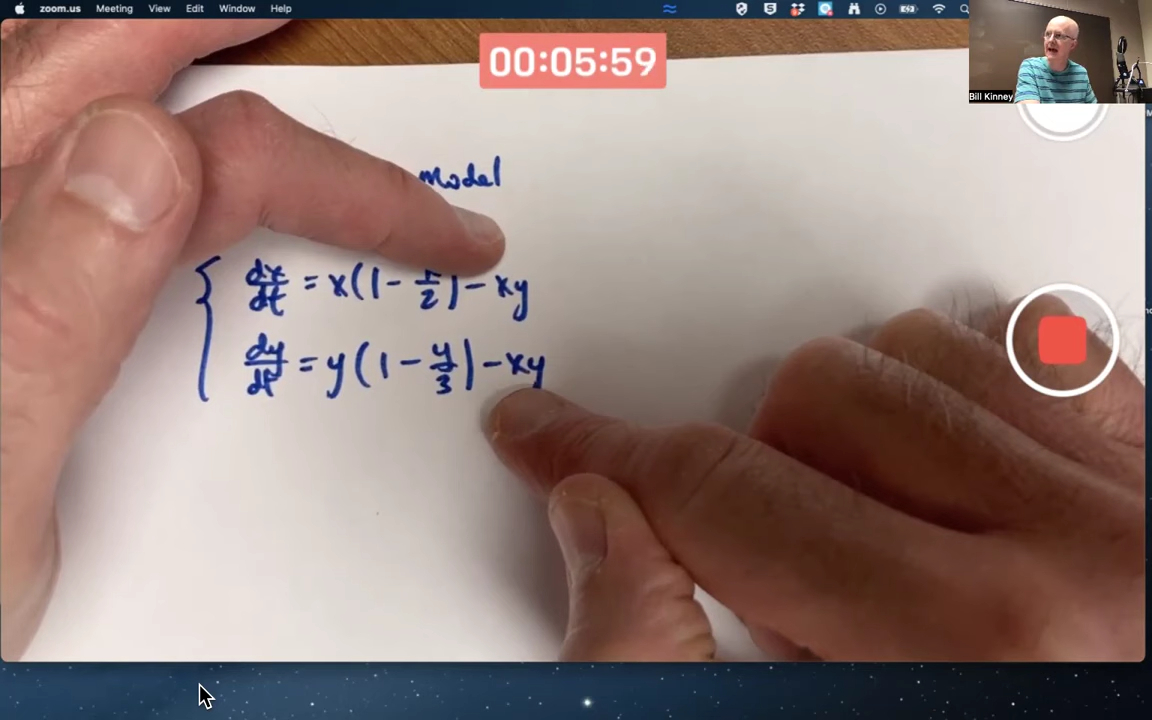 zoom.us Meeting View Edit Window Help
00:05:59
Bill Kinney
Model
dx/dt = x(1 - x/2) - xy
dy/dt = y(1 - y/3) - xy